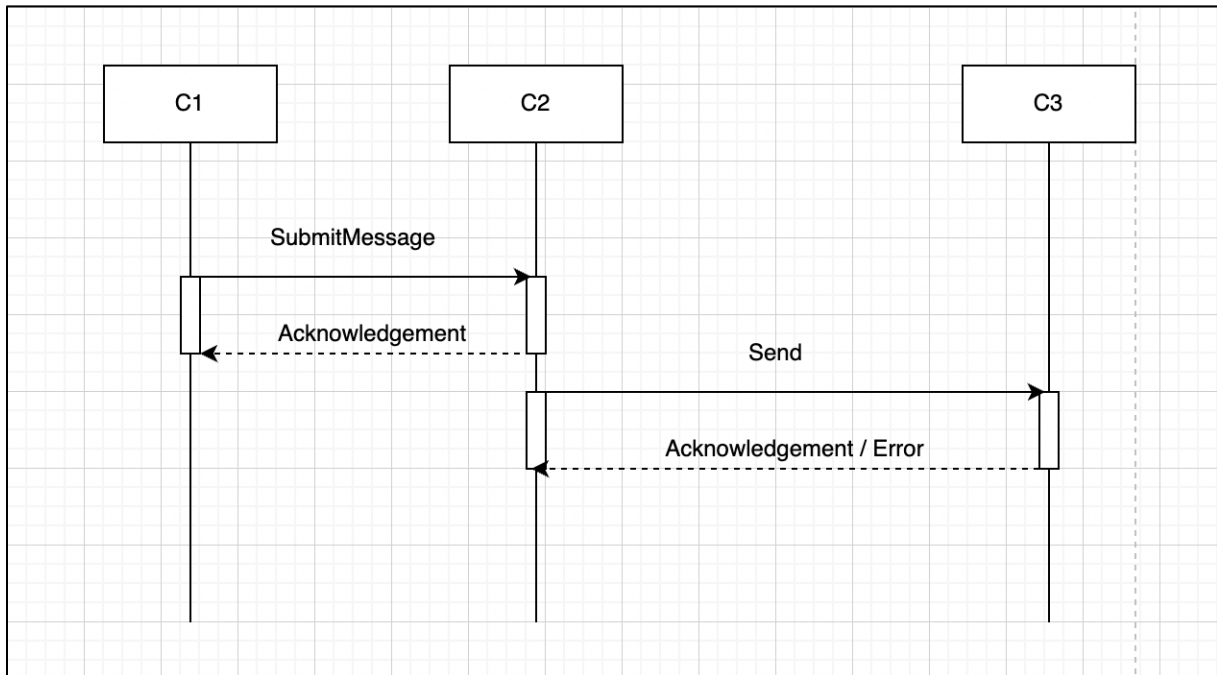 C1
C2
C3
SubmitMessage
Acknowledgement
Send
Acknowledgement / Error